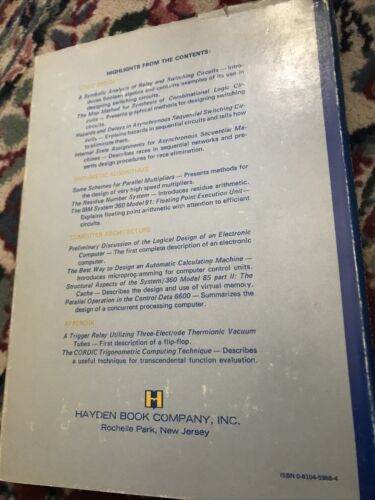 HIGHLIGHTS FROM THE CONTENTS:
A Symbolic Analysis of Relay and Switching Circuits — Intro-
duces boolean algebra and contains examples of its use in
designing switching circuits.
The Map Method for Synthesis of Combinational Logic Cir-
cuits — Presents graphical methods for designing switching
circuits.
Hazards and Delays in Asynchronous Sequential Switching Cir-
cuits — Explains hazards in sequential circuits and tells how
to eliminate them.
Internal State Assignments for Asynchronous Sequential Ma-
chines — Describes races in sequential networks and pre-
sents design procedures for race elimination.
ARITHMETIC ALGORITHMS
Some Schemes for Parallel Multipliers — Presents methods for
the design of very high speed multipliers.
The Residue Number System — Introduces residue arithmetic.
The IBM System/360 Model 91: Floating Point Execution Unit —
Explains floating point arithmetic with attention to efficient
circuits.
COMPUTER ARCHITECTURE
Preliminary Discussion of the Logical Design of an Electronic
Computer — The first complete description of an electronic
computer.
The Best Way to Design an Automatic Calculating Machine —
Introduces microprogramming for computer control units.
Structural Aspects of the System/360 Model 85 part II: The
Cache — Describes the design and use of virtual memory.
Parallel Operation in the Control Data 6600 — Summarizes the
design of a concurrent processing computer.
APPENDIX
A Trigger Relay Utilizing Three-Electrode Thermionic Vacuum
Tubes — First description of a flip-flop.
The CORDIC Trigonometric Computing Technique — Describes
a useful technique for transcendental function evaluation.
H
HAYDEN BOOK COMPANY, INC.
Rochelle Park, New Jersey
ISBN 0-8104-5968-4